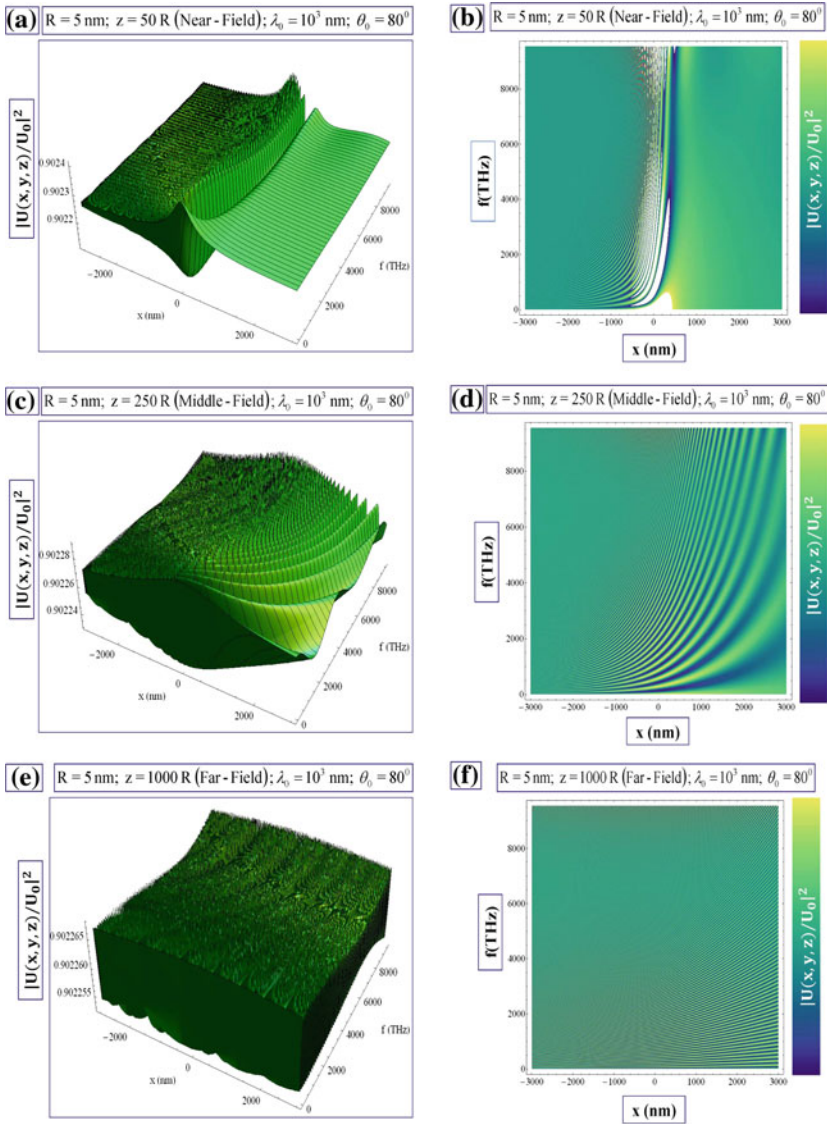 (a) R = 5 nm; z = 50 R (Near - Field); λ₀ = 10³ nm; θ₀ = 80⁰
|U(x, y, z)/U₀|²
0.9024
0.9023
0.9022
−2000
0
2000
x (nm)
0
2000
4000
6000
8000
f (THz)
(b) R = 5 nm; z = 50 R (Near - Field); λ₀ = 10³ nm; θ₀ = 80⁰
f(THz)
8000
6000
4000
2000
0
−3000 −2000 −1000 0 1000 2000 3000
x (nm)
|U(x, y, z)/U₀|²
(c) R = 5 nm; z = 250 R (Middle - Field); λ₀ = 10³ nm; θ₀ = 80⁰
|U(x, y, z)/U₀|²
0.90228
0.90226
0.90224
−2000
0
2000
x (nm)
0
2000
4000
6000
8000
f (THz)
(d) R = 5 nm; z = 250 R (Middle - Field); λ₀ = 10³ nm; θ₀ = 80⁰
f(THz)
8000
6000
4000
2000
0
−3000 −2000 −1000 0 1000 2000 3000
x (nm)
|U(x, y, z)/U₀|²
(e) R = 5 nm; z = 1000 R (Far - Field); λ₀ = 10³ nm; θ₀ = 80⁰
|U(x, y, z)/U₀|²
0.902265
0.902260
0.902255
−2000
0
2000
x (nm)
0
2000
4000
6000
8000
f (THz)
(f) R = 5 nm; z = 1000 R (Far - Field); λ₀ = 10³ nm; θ₀ = 80⁰
f(THz)
8000
6000
4000
2000
0
−3000 −2000 −1000 0 1000 2000 3000
x (nm)
|U(x, y, z)/U₀|²